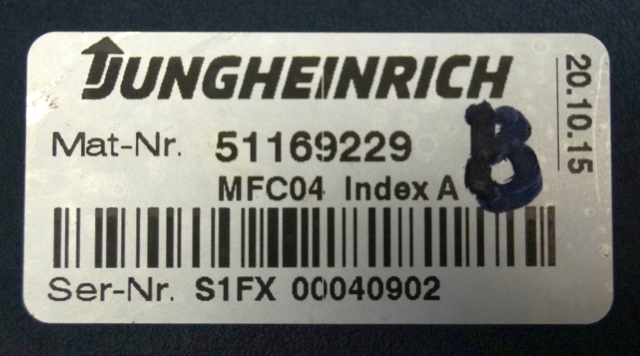 JUNGHEINRICH
20.10.15
Mat-Nr. 51169229
MFC04 Index A
B
Ser-Nr. S1FX 00040902